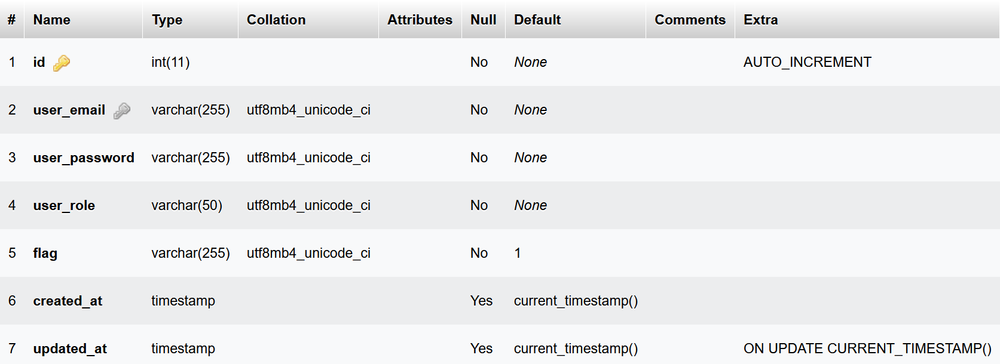 # Name Type Collation Attributes Null Default Comments Extra
1 id int(11) No None AUTO_INCREMENT
2 user_email varchar(255) utf8mb4_unicode_ci No None
3 user_password varchar(255) utf8mb4_unicode_ci No None
4 user_role varchar(50) utf8mb4_unicode_ci No None
5 flag varchar(255) utf8mb4_unicode_ci No 1
6 created_at timestamp Yes current_timestamp()
7 updated_at timestamp Yes current_timestamp() ON UPDATE CURRENT_TIMESTAMP()